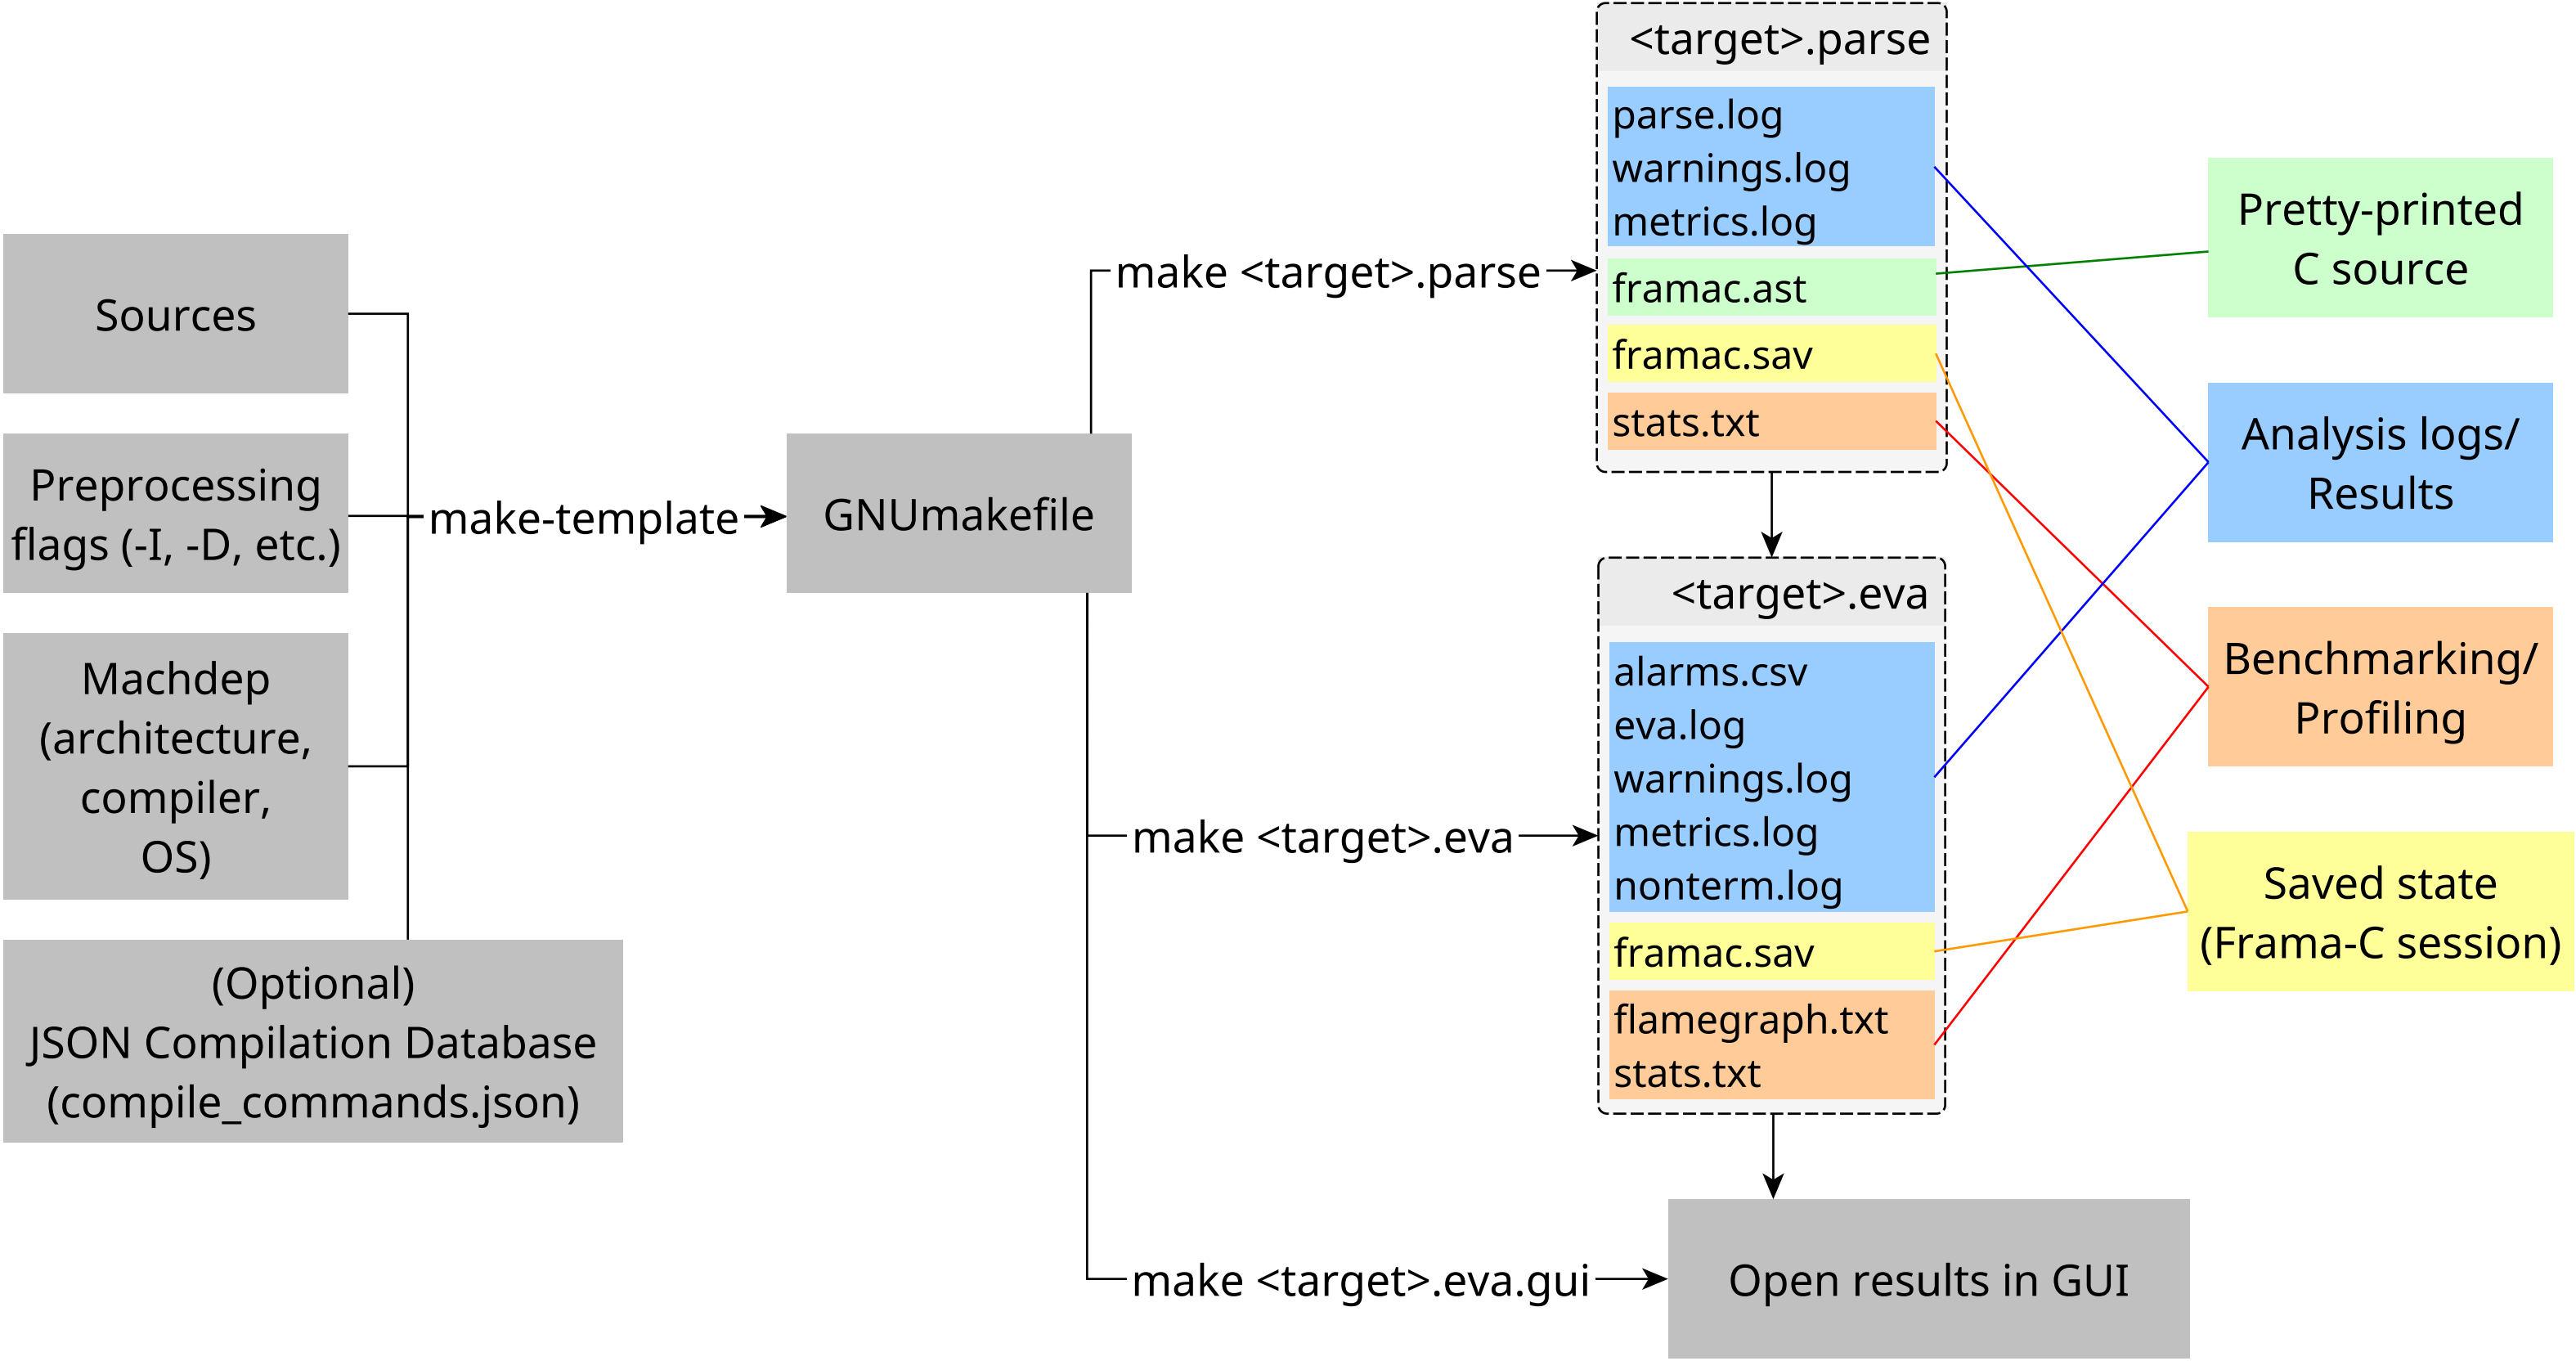 Sources
Preprocessing
flags (-I, -D, etc.)
Machdep
(architecture,
compiler,
OS)
(Optional)
JSON Compilation Database
(compile_commands.json)
make-template
GNUmakefile
make <target>.parse
make <target>.eva
make <target>.eva.gui
<target>.parse
parse.log
warnings.log
metrics.log
framac.ast
framac.sav
stats.txt
<target>.eva
alarms.csv
eva.log
warnings.log
metrics.log
nonterm.log
framac.sav
flamegraph.txt
stats.txt
Open results in GUI
Pretty-printed
C source
Analysis logs/
Results
Benchmarking/
Profiling
Saved state
(Frama-C session)